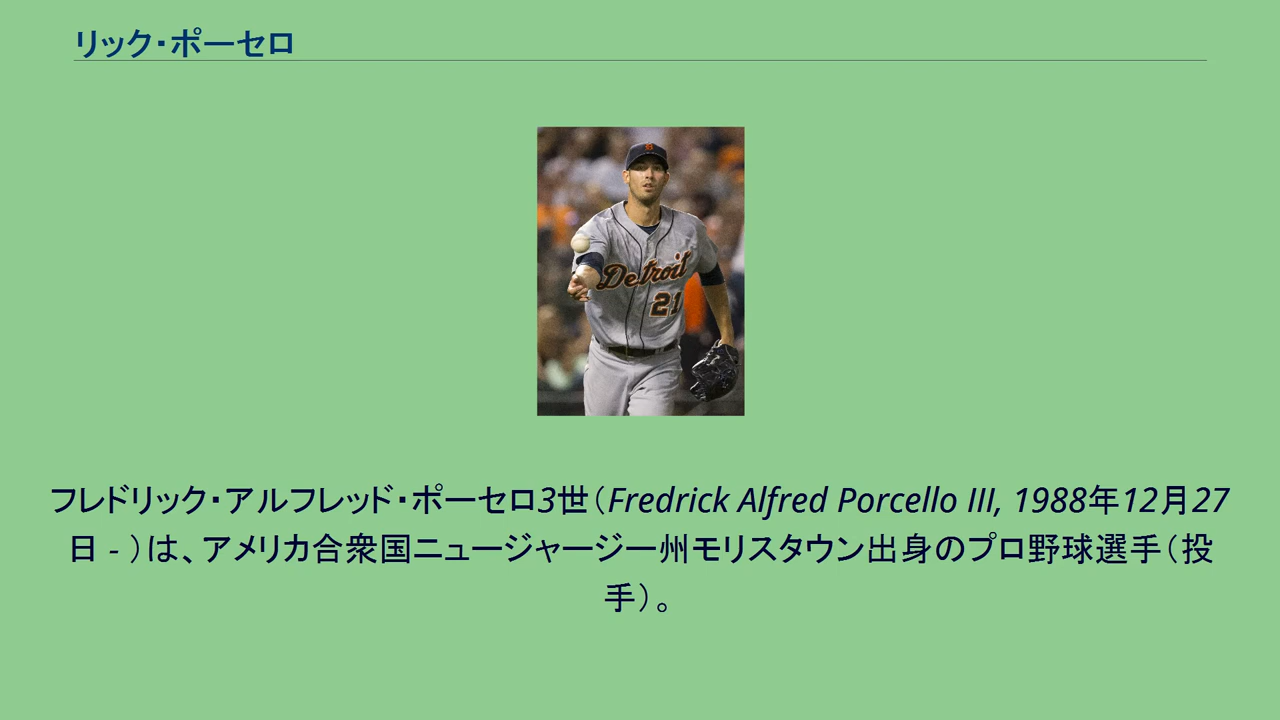 リック・ポーセロ
Detroit
21
フレドリック・アルフレッド・ポーセロ3世（Fredrick Alfred Porcello III, 1988年12月27
日 - ）は、アメリカ合衆国ニュージャージー州モリスタウン出身のプロ野球選手（投
手）。